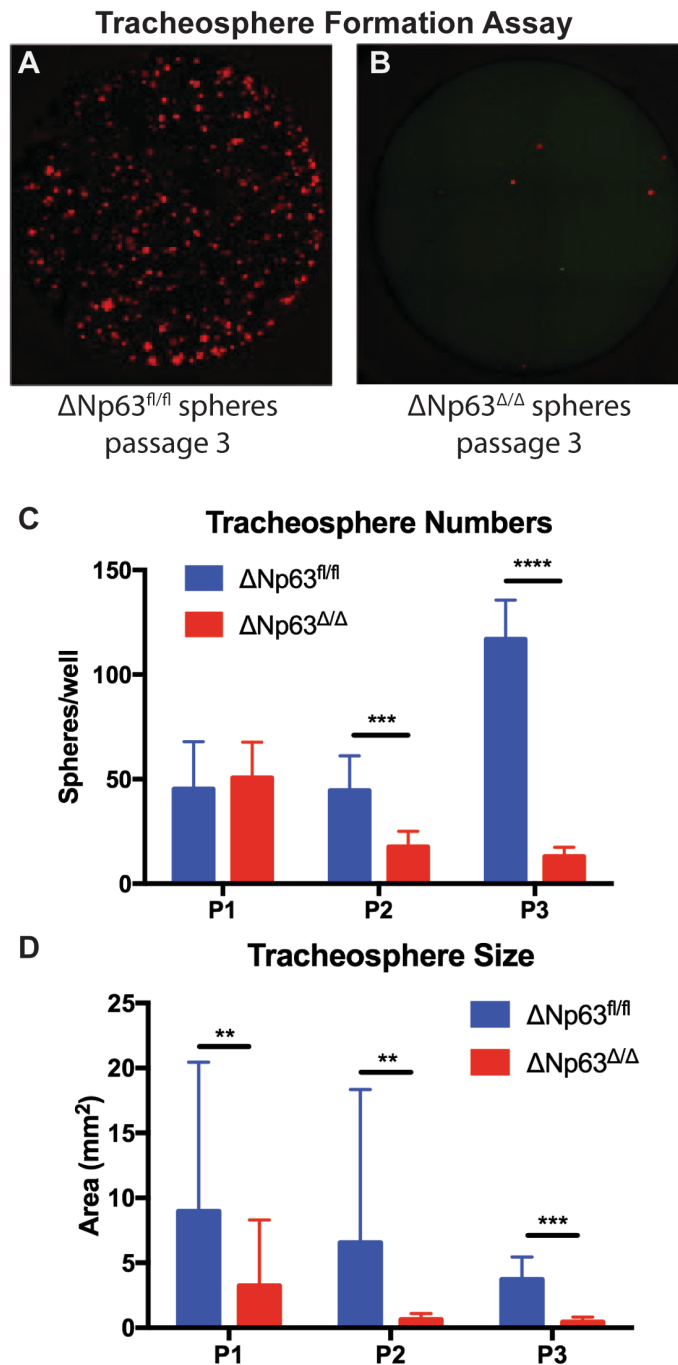 Tracheosphere Formation Assay
A
B
ΔNp63fl/fl spheres
passage 3
ΔNp63Δ/Δ spheres
passage 3
C
Tracheosphere Numbers
ΔNp63fl/fl
ΔNp63Δ/Δ
Spheres/well
150
100
50
0
***
****
P1
P2
P3
D
Tracheosphere Size
ΔNp63fl/fl
ΔNp63Δ/Δ
Area (mm²)
25
20
15
10
5
0
**
**
***
P1
P2
P3